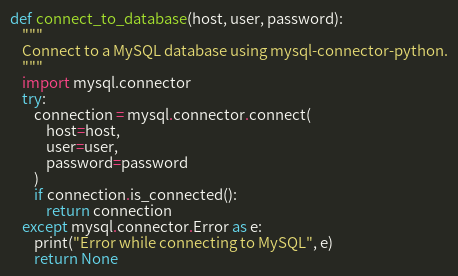 def connect_to_database(host, user, password):
    """
    Connect to a MySQL database using mysql-connector-python.
    """
    import mysql.connector
    try:
        connection = mysql.connector.connect(
            host=host,
            user=user,
            password=password
        )
        if connection.is_connected():
            return connection
    except mysql.connector.Error as e:
        print("Error while connecting to MySQL", e)
        return None